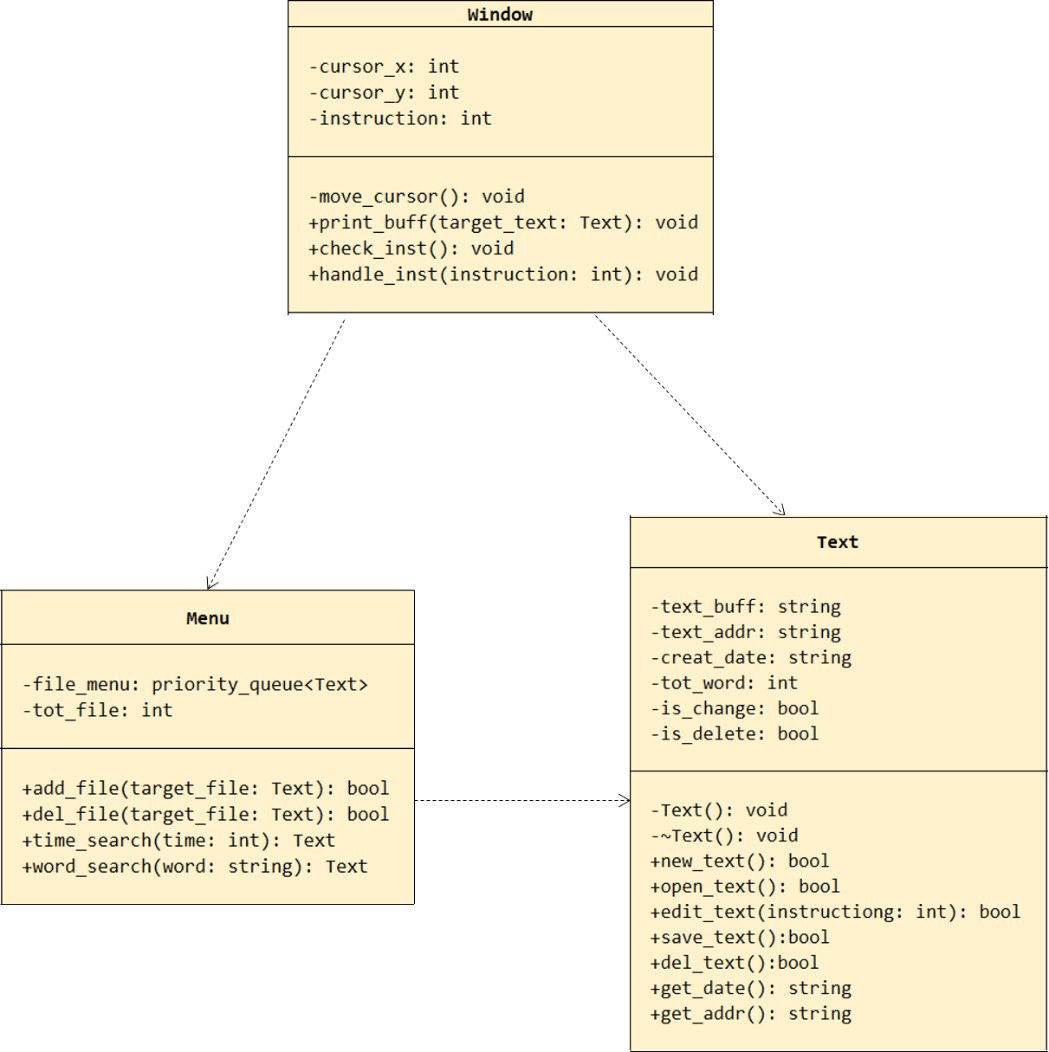 Window
-cursor_x: int
-cursor_y: int
-instruction: int
-move_cursor(): void
+print_buff(target_text: Text): void
+check_inst(): void
+handle_inst(instruction: int): void
Menu
-file_menu: priority_queue<Text>
-tot_file: int
+add_file(target_file: Text): bool
+del_file(target_file: Text): bool
+time_search(time: int): Text
+word_search(word: string): Text
Text
-text_buff: string
-text_addr: string
-creat_date: string
-tot_word: int
-is_change: bool
-is_delete: bool
-Text(): void
-~Text(): void
+new_text(): bool
+open_text(): bool
+edit_text(instructiong: int): bool
+save_text():bool
+del_text():bool
+get_date(): string
+get_addr(): string